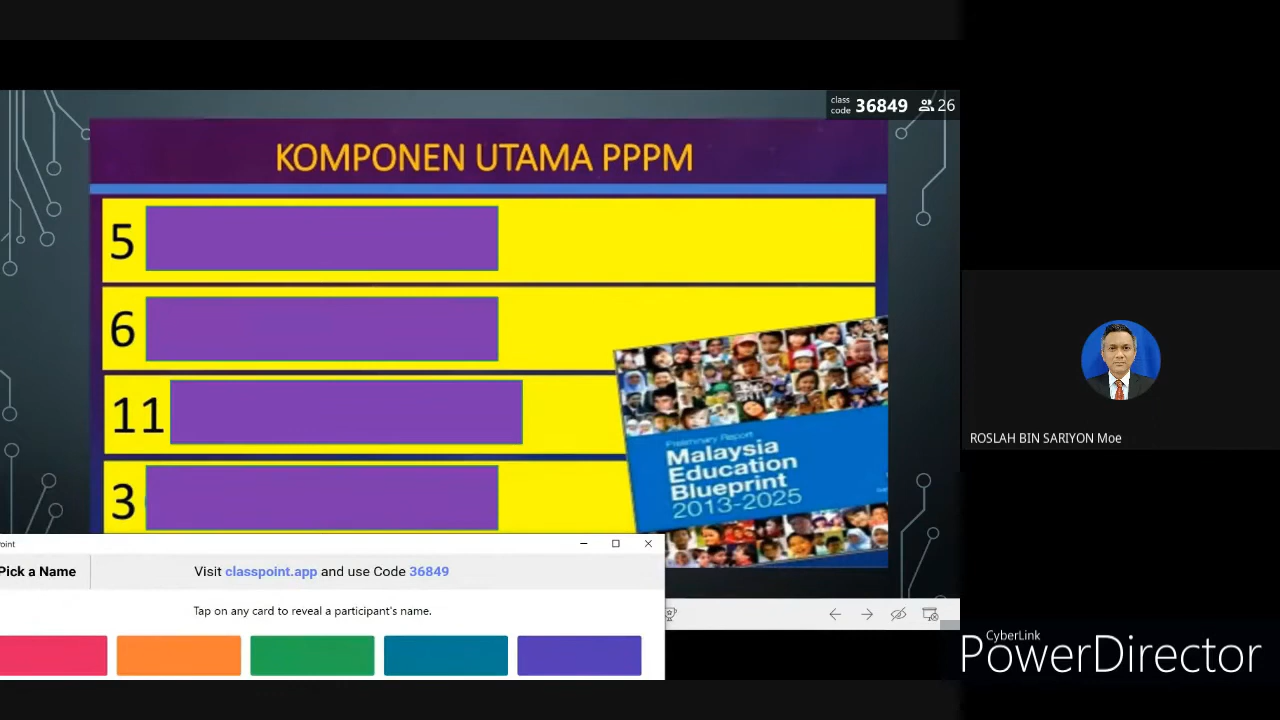 class code 36849 26
KOMPONEN UTAMA PPPM
5
6
11
3
Preliminary Report
Malaysia
Education
Blueprint
2013-2025
ROSLAH BIN SARIYON Moe
Pick a Name
Visit classpoint.app and use Code 36849
Tap on any card to reveal a participant's name.
CyberLink
PowerDirector